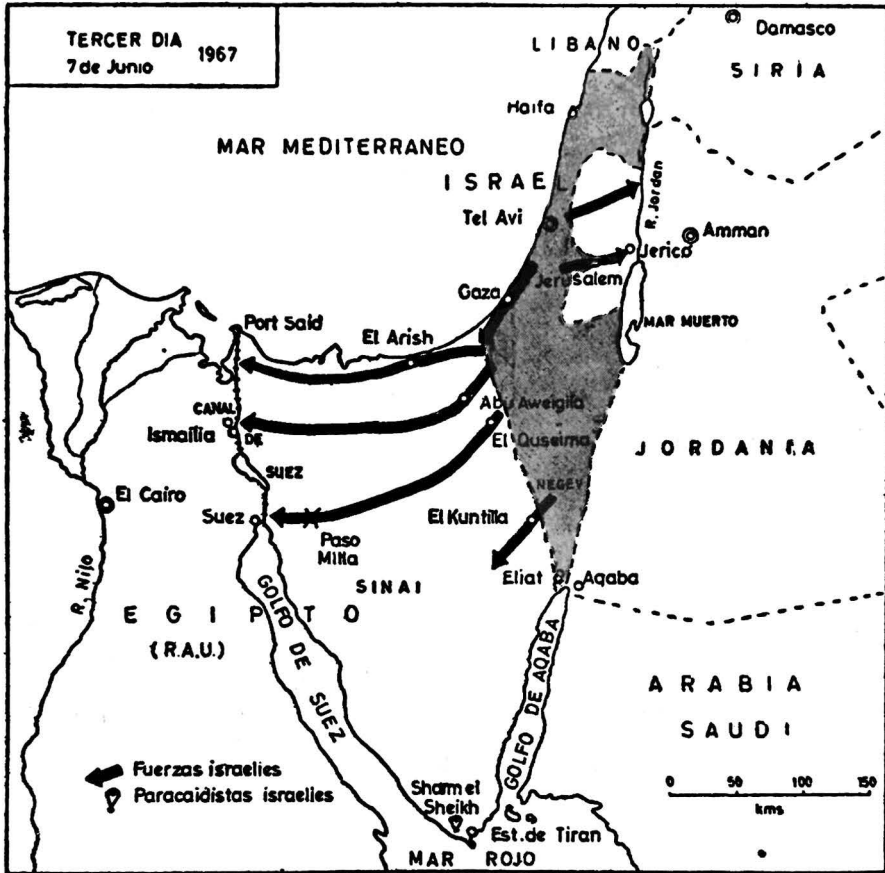 TERCER DIA
7 de Junio 1967
LIBANO
Damasco
SIRIA
Haifa
MAR MEDITERRANEO
ISRAEL
R. Jordan
Tel Avi
Amman
Jerico
Jerusalem
Gaza
MAR MUERTO
Port Said
El Arish
CANAL
DE
SUEZ
Abu Aweigila
Ismailia
El Quseima
JORDANIA
NEGEV
El Cairo
Suez
El Kuntilla
Paso
Mitla
SINAI
Eliat
Aqaba
R. Nilo
EGIPTO
(R.A.U.)
GOLFO DE SUEZ
GOLFO DE AQABA
ARABIA
SAUDI
Fuerzas israelies
Paracaidistas israelies
0 50 100 150
kms
Sharm el
Sheikh
Est. de Tiran
MAR ROJO